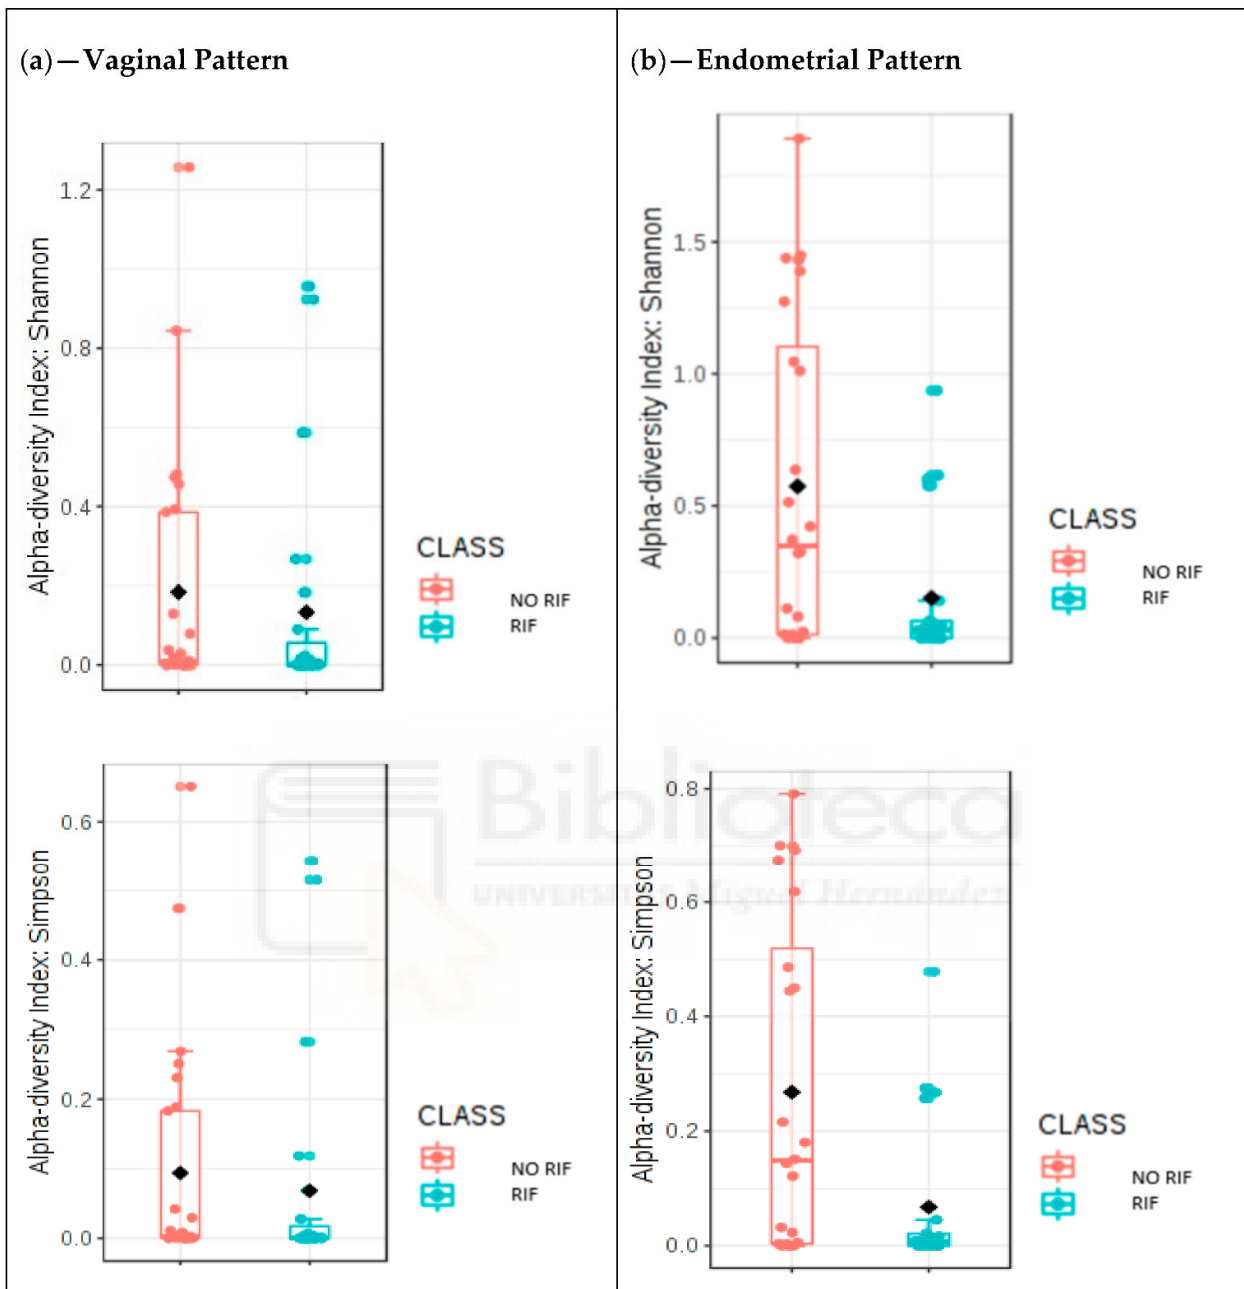 (a)—Vaginal Pattern
Alpha-diversity Index: Shannon
1.2
0.8
0.4
0.0
CLASS
NO RIF
RIF
Alpha-diversity Index: Simpson
0.6
0.4
0.2
0.0
CLASS
NO RIF
RIF
(b)—Endometrial Pattern
Alpha-diversity Index: Shannon
1.5
1.0
0.5
0.0
CLASS
NO RIF
RIF
Alpha-diversity Index: Simpson
0.8
0.6
0.4
0.2
0.0
CLASS
NO RIF
RIF
Biblioteca
UNIVERSITAS Miguel Hernández